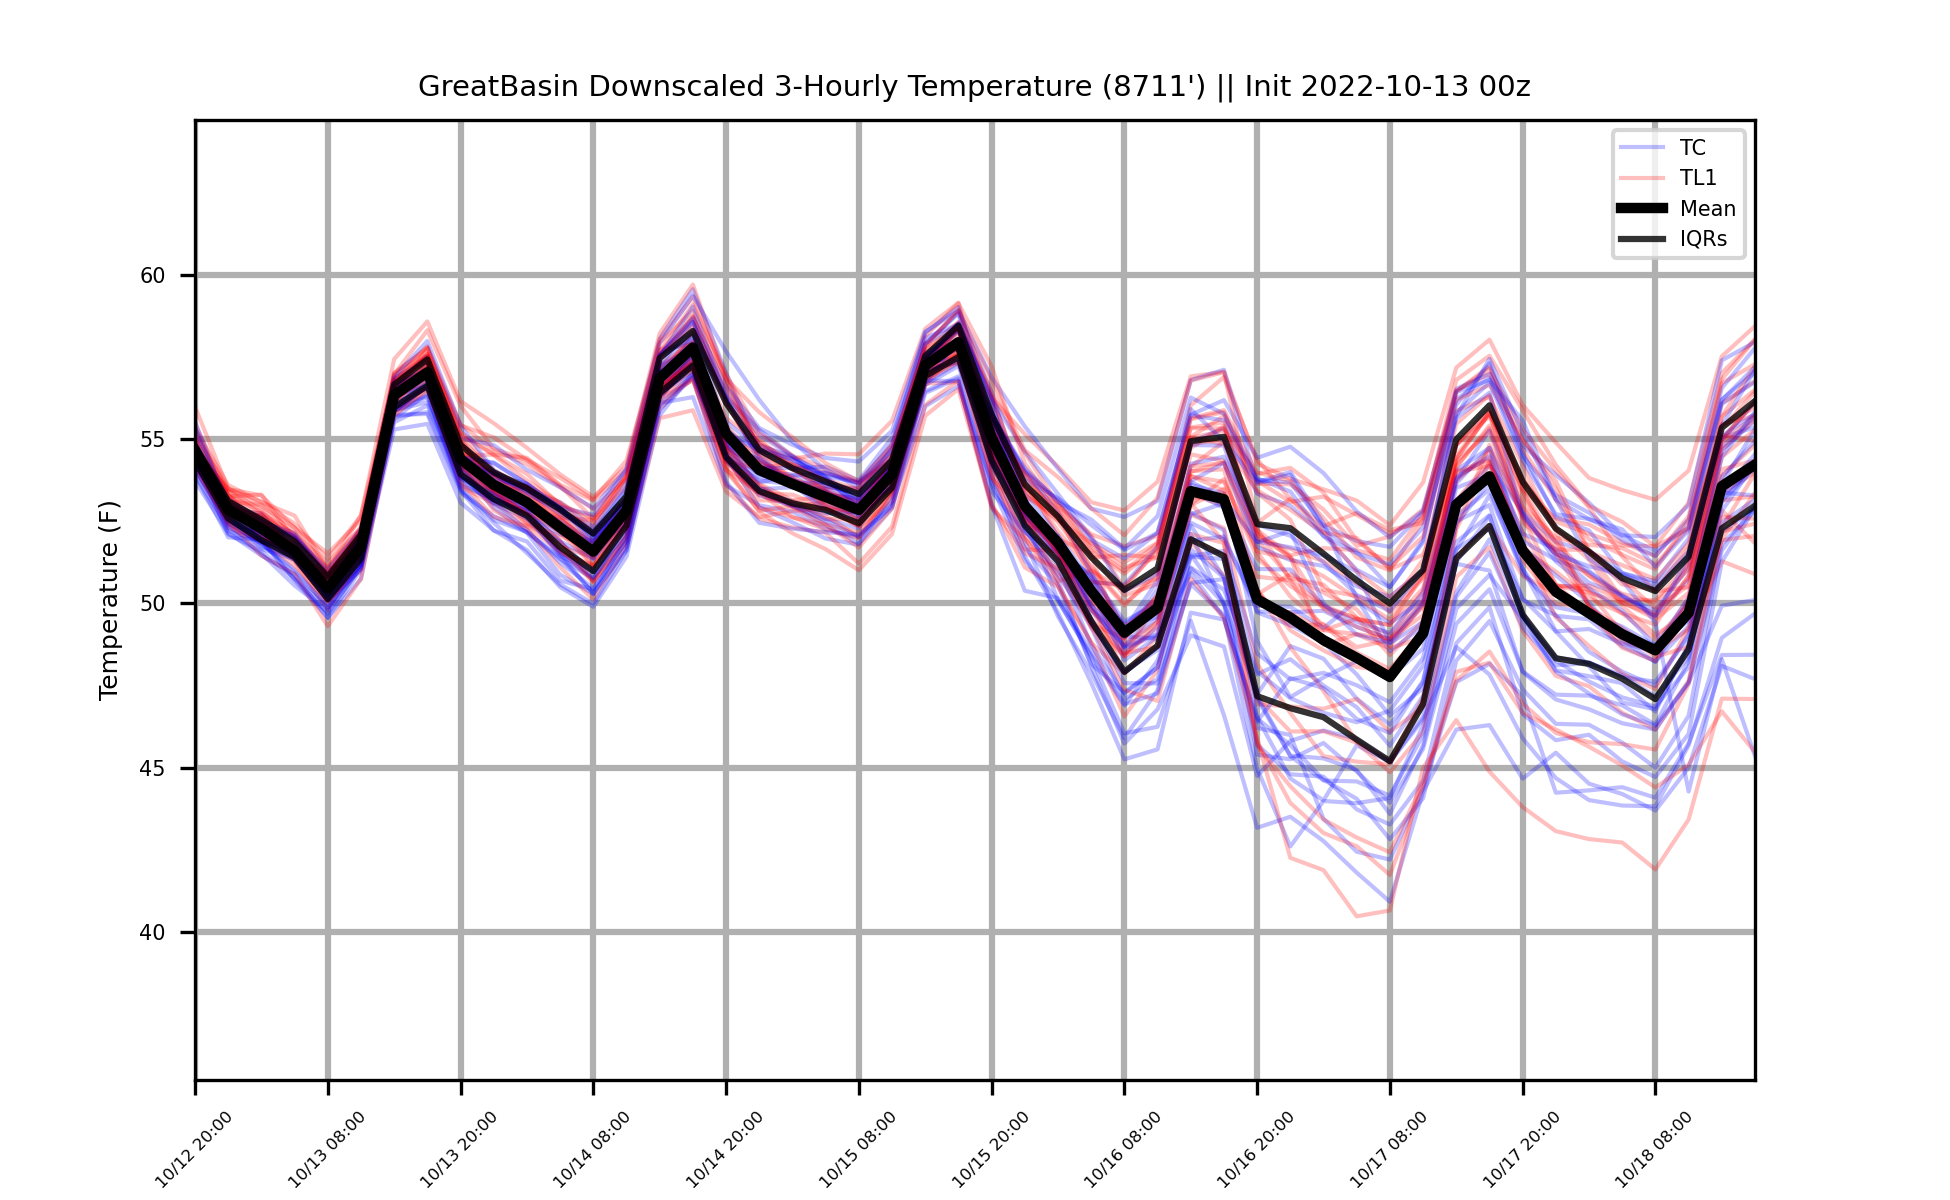 GreatBasin Downscaled 3-Hourly Temperature (8711') || Init 2022-10-13 00z
TC
TL1
Mean
IQRs
Temperature (F)
60
55
50
45
40
10/12 20:00
10/13 08:00
10/13 20:00
10/14 08:00
10/14 20:00
10/15 08:00
10/15 20:00
10/16 08:00
10/16 20:00
10/17 08:00
10/17 20:00
10/18 08:00